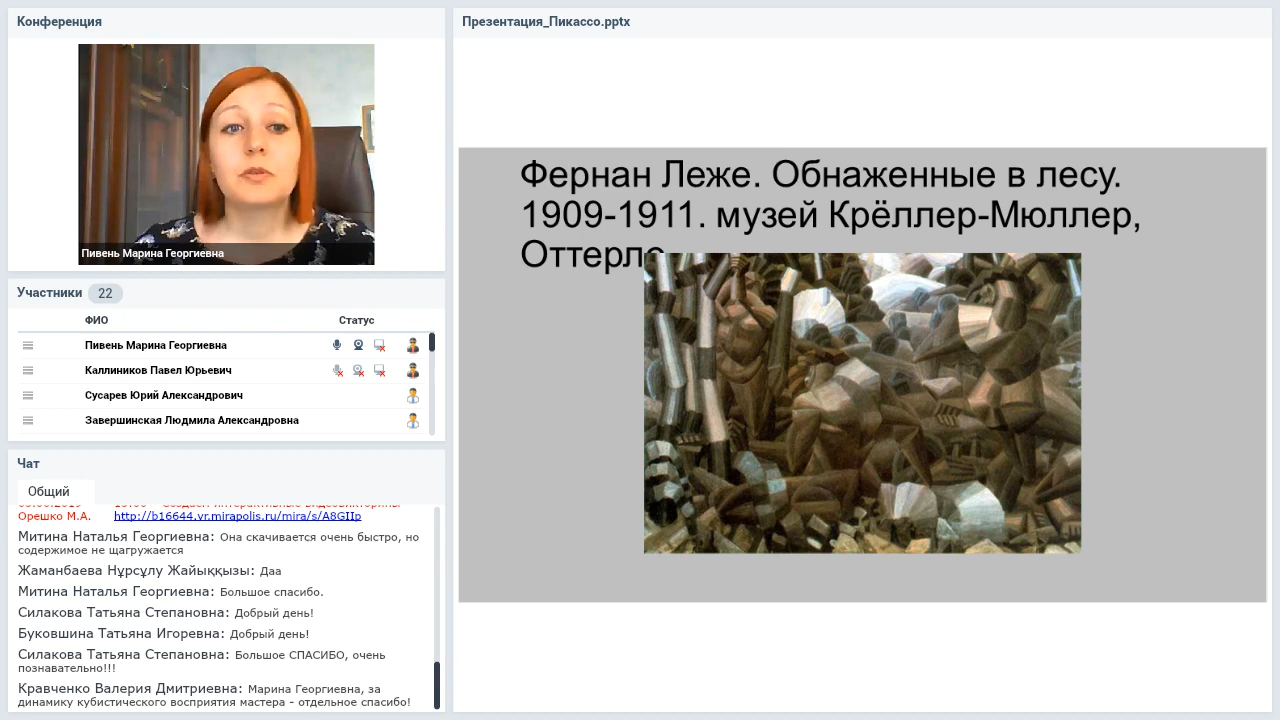 Конференция
Пивень Марина Георгиевна
Участники 22
ФИО Статус
Пивень Марина Георгиевна
Каллиников Павел Юрьевич
Сусарев Юрий Александрович
Завершинская Людмила Александровна
Чат
Общий
Орешко М.А. http://b16644.vr.mirapolis.ru/mira/s/A8GIIp
Митина Наталья Георгиевна: Она скачивается очень быстро, но
содержимое не щагружается
Жаманбаева Нұрсұлу Жайыққызы: Даа
Митина Наталья Георгиевна: Большое спасибо.
Силакова Татьяна Степановна: Добрый день!
Буковшина Татьяна Игоревна: Добрый день!
Силакова Татьяна Степановна: Большое СПАСИБО, очень
познавательно!!!
Кравченко Валерия Дмитриевна: Марина Георгиевна, за
динамику кубистического восприятия мастера - отдельное спасибо!
Презентация_Пикассо.pptx
Фернан Леже. Обнаженные в лесу.
1909-1911. музей Крёллер-Мюллер,
Оттерло